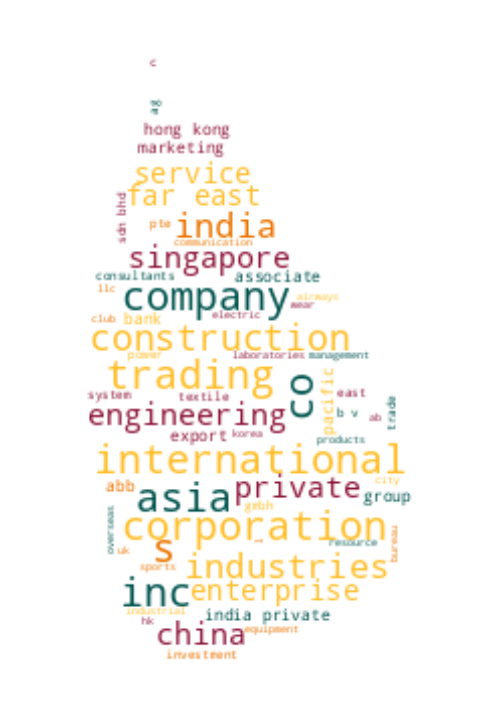 c
hong kong
marketing
service
far east
sdn bhd
pte india
communication
singapore
consultants associate
llc company airways
wear
club bank electric
construction
power laboratories management
trading
co
pacific
system textile east
trade
engineering b v ab
export korea
products
international
abb asia private city
group
gmbh
overseas
corporation
uk s resource
bureau
sports industries
inc enterprise
industrial india private
hk china equipment
investment